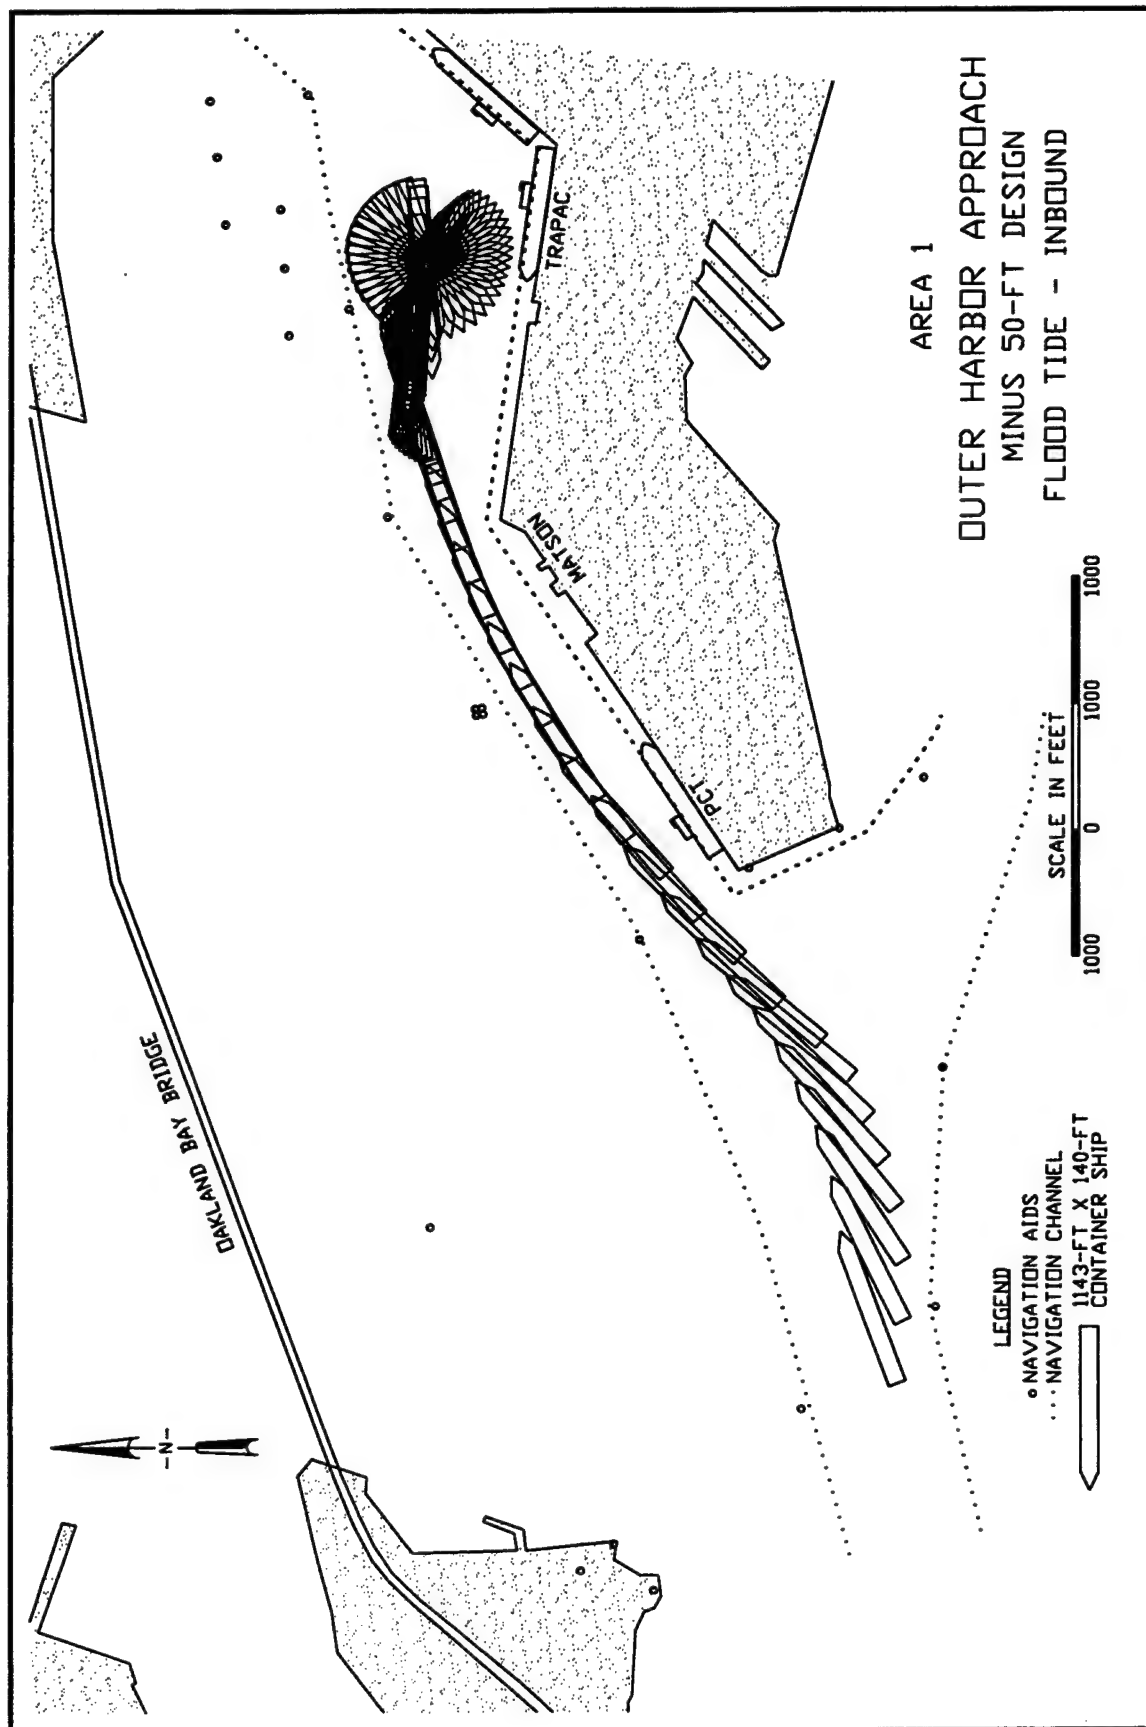 OAKLAND BAY BRIDGE
-N-
TRAPAC
MATSON
PCT
AREA 1
OUTER HARBOR APPROACH
MINUS 50-FT DESIGN
FLOOD TIDE - INBOUND
SCALE IN FEET
1000 0 1000 1000
LEGEND
NAVIGATION AIDS
NAVIGATION CHANNEL
1143-FT X 140-FT
CONTAINER SHIP